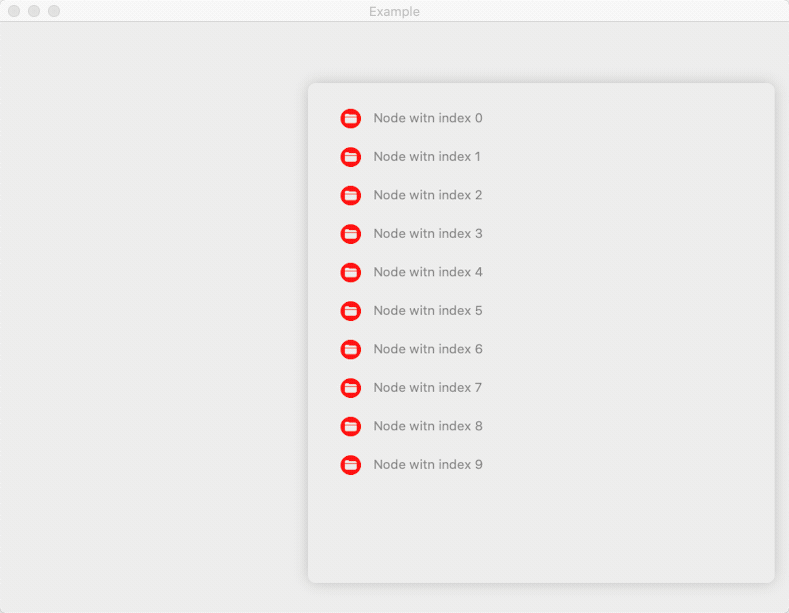 Example
Node witn index 0
Node witn index 1
Node witn index 2
Node witn index 3
Node witn index 4
Node witn index 5
Node witn index 6
Node witn index 7
Node witn index 8
Node witn index 9